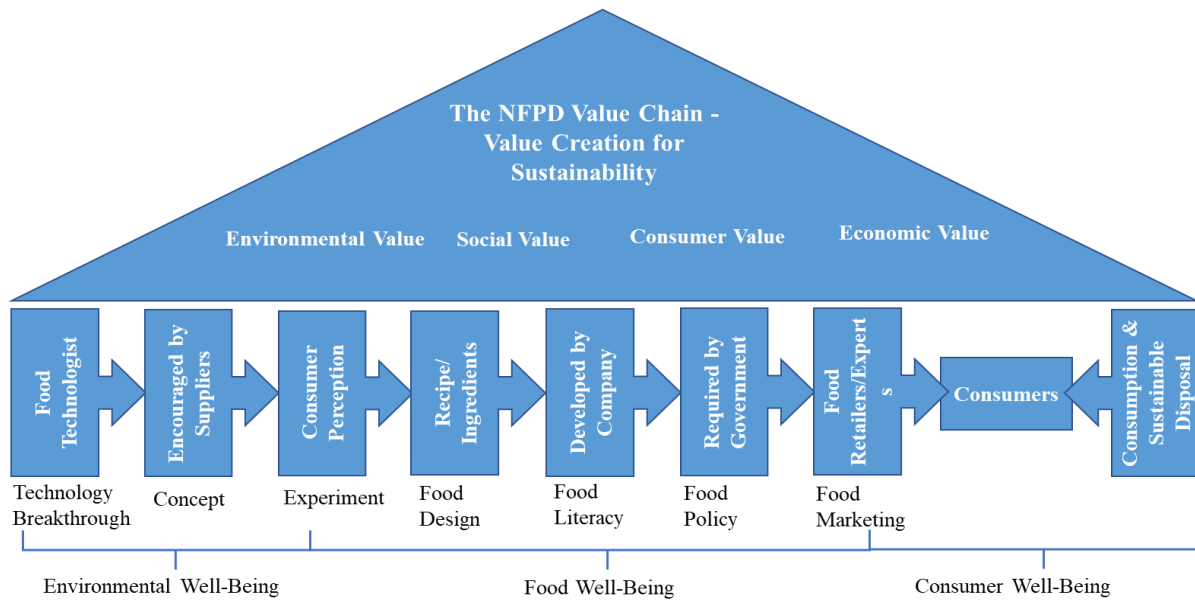 The NFPD Value Chain -
Value Creation for
Sustainability
Environmental Value
Social Value
Consumer Value
Economic Value
Food
Technologist
Encouraged by
Suppliers
Consumer
Perception
Recipe/
Ingredients
Developed by
Company
Required by
Government
Food
Retailers/Expert
s
Consumers
Consumption &
Sustainable
Disposal
Technology
Breakthrough
Concept
Experiment
Food
Design
Food
Literacy
Food
Policy
Food
Marketing
Environmental Well-Being
Food Well-Being
Consumer Well-Being